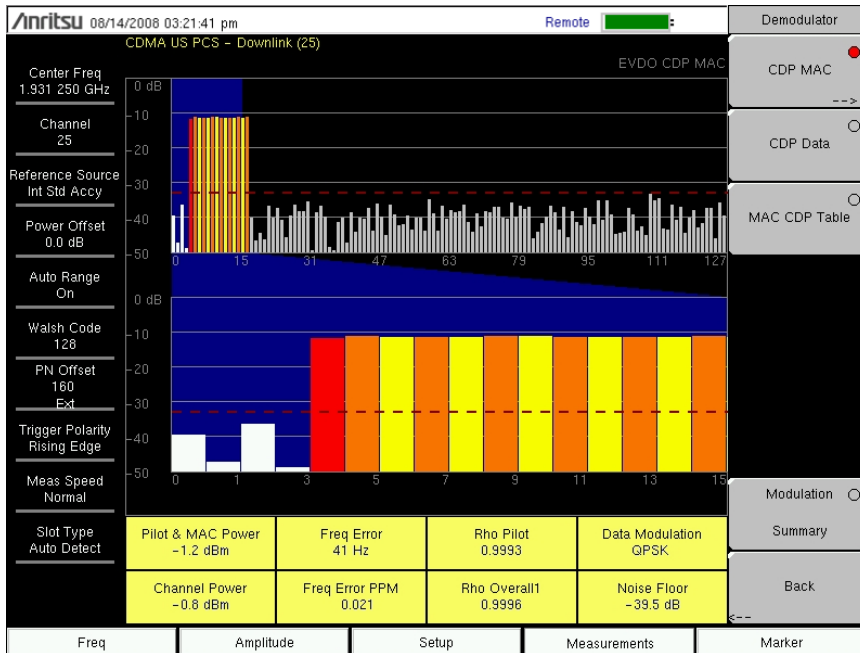 Anritsu 08/14/2008 03:21:41 pm
Remote
Demodulator
CDMA US PCS - Downlink (25)
EVDO CDP MAC
Center Freq
1.931 250 GHz
Channel
25
Reference Source
Int Std Accy
Power Offset
0.0 dB
Auto Range
On
Walsh Code
128
PN Offset
160
Ext
Trigger Polarity
Rising Edge
Meas Speed
Normal
Slot Type
Auto Detect
0 dB
-10
-20
-30
-40
-50
0 15 31 47 63 79 95 111 127
0 dB
-10
-20
-30
-40
-50
0 1 3 5 7 9 11 13 15
Pilot & MAC Power
-1.2 dBm
Freq Error
41 Hz
Rho Pilot
0.9993
Data Modulation
QPSK
Channel Power
-0.8 dBm
Freq Error PPM
0.021
Rho Overall1
0.9996
Noise Floor
-39.5 dB
CDP MAC
-->
CDP Data
MAC CDP Table
Modulation
Summary
Back
<--
Freq
Amplitude
Setup
Measurements
Marker